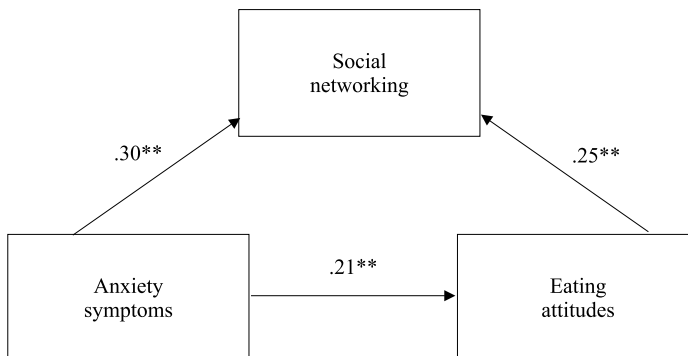 Social
networking
.30**
.25**
.21**
Anxiety
symptoms
Eating
attitudes